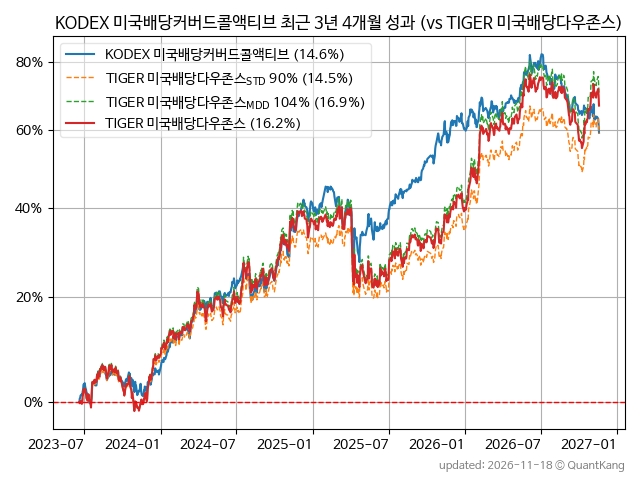 KODEX 미국배당커버드콜액티브 최근 3년 4개월 성과 (vs TIGER 미국배당다우존스)
KODEX 미국배당커버드콜액티브 (14.6%)
TIGER 미국배당다우존스STD 90% (14.5%)
TIGER 미국배당다우존스MDD 104% (16.9%)
TIGER 미국배당다우존스 (16.2%)
80%
60%
40%
20%
0%
2023-07 2024-01 2024-07 2025-01 2025-07 2026-01 2026-07 2027-01
updated: 2026-11-18 © QuantKang